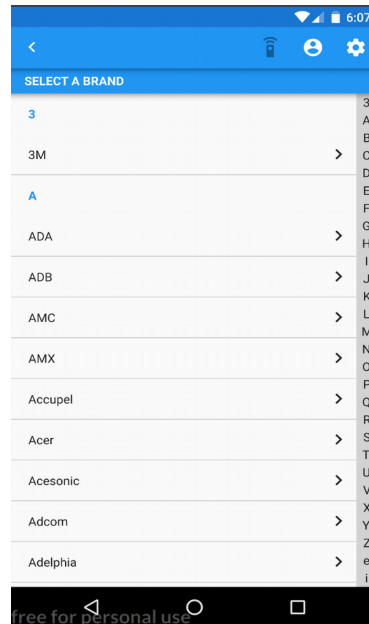 6:07
SELECT A BRAND
3
3M
A
ADA
ADB
AMC
AMX
Accupel
Acer
Acesonic
Adcom
Adelphia
3
A
B
C
D
E
F
G
H
I
J
K
L
M
N
O
P
Q
R
S
T
U
V
X
Y
Z
e
i
free for personal use